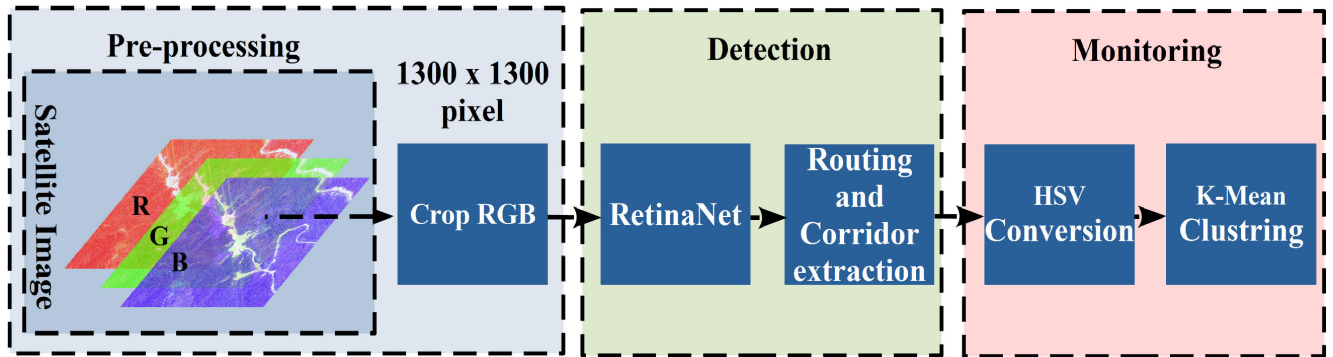 Pre-processing
Satellite Image
R
G
B
1300 x 1300
pixel
Crop RGB
Detection
RetinaNet
Routing
and
Corridor
extraction
Monitoring
HSV
Conversion
K-Mean
Clustring